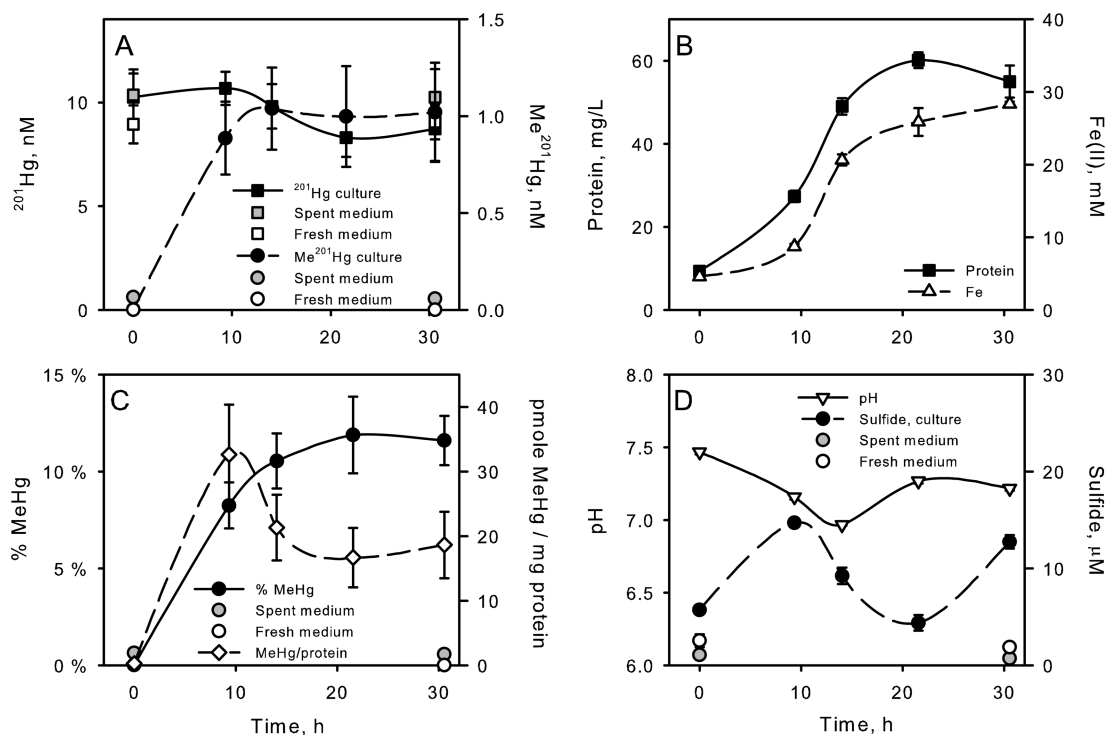 A
15
10
5
0
²⁰¹Hg, nM
1.5
1.0
0.5
0.0
Me²⁰¹Hg, nM
²⁰¹Hg culture
Spent medium
Fresh medium
Me²⁰¹Hg culture
Spent medium
Fresh medium
0 10 20 30
B
60
40
20
0
Protein, mg/L
40
30
20
10
0
Fe(II), mM
Protein
Fe
0 10 20 30
C
15 %
10 %
5 %
0 %
% MeHg
40
30
20
10
0
pmole MeHg / mg protein
% MeHg
Spent medium
Fresh medium
MeHg/protein
0 10 20 30
Time, h
D
8.0
7.5
7.0
6.5
6.0
pH
30
20
10
0
Sulfide, μM
pH
Sulfide, culture
Spent medium
Fresh medium
0 10 20 30
Time, h